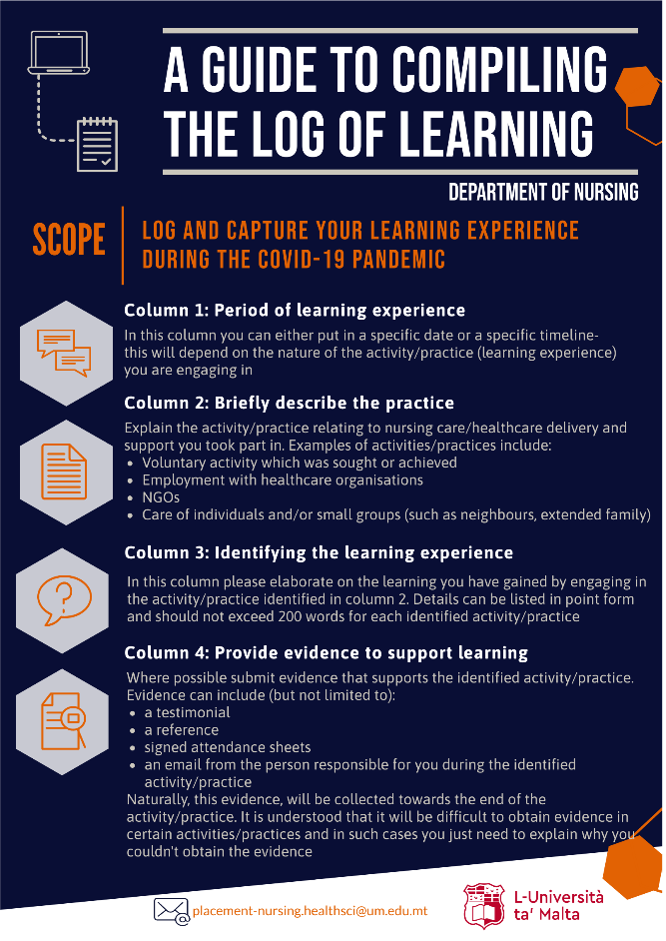 A GUIDE TO COMPILING
THE LOG OF LEARNING
DEPARTMENT OF NURSING
SCOPE
LOG AND CAPTURE YOUR LEARNING EXPERIENCE
DURING THE COVID-19 PANDEMIC
Column 1: Period of learning experience
In this column you can either put in a specific date or a specific timeline-
this will depend on the nature of the activity/practice (learning experience)
you are engaging in
Column 2: Briefly describe the practice
Explain the activity/practice relating to nursing care/healthcare delivery and
support you took part in. Examples of activities/practices include:
• Voluntary activity which was sought or achieved
• Employment with healthcare organisations
• NGOs
• Care of individuals and/or small groups (such as neighbours, extended family)
Column 3: Identifying the learning experience
In this column please elaborate on the learning you have gained by engaging in
the activity/practice identified in column 2. Details can be listed in point form
and should not exceed 200 words for each identified activity/practice
Column 4: Provide evidence to support learning
Where possible submit evidence that supports the identified activity/practice.
Evidence can include (but not limited to):
• a testimonial
• a reference
• signed attendance sheets
• an email from the person responsible for you during the identified
activity/practice
Naturally, this evidence, will be collected towards the end of the
activity/practice. It is understood that it will be difficult to obtain evidence in
certain activities/practices and in such cases you just need to explain why you
couldn't obtain the evidence
placement-nursing.healthsci@um.edu.mt
L-Università
ta' Malta